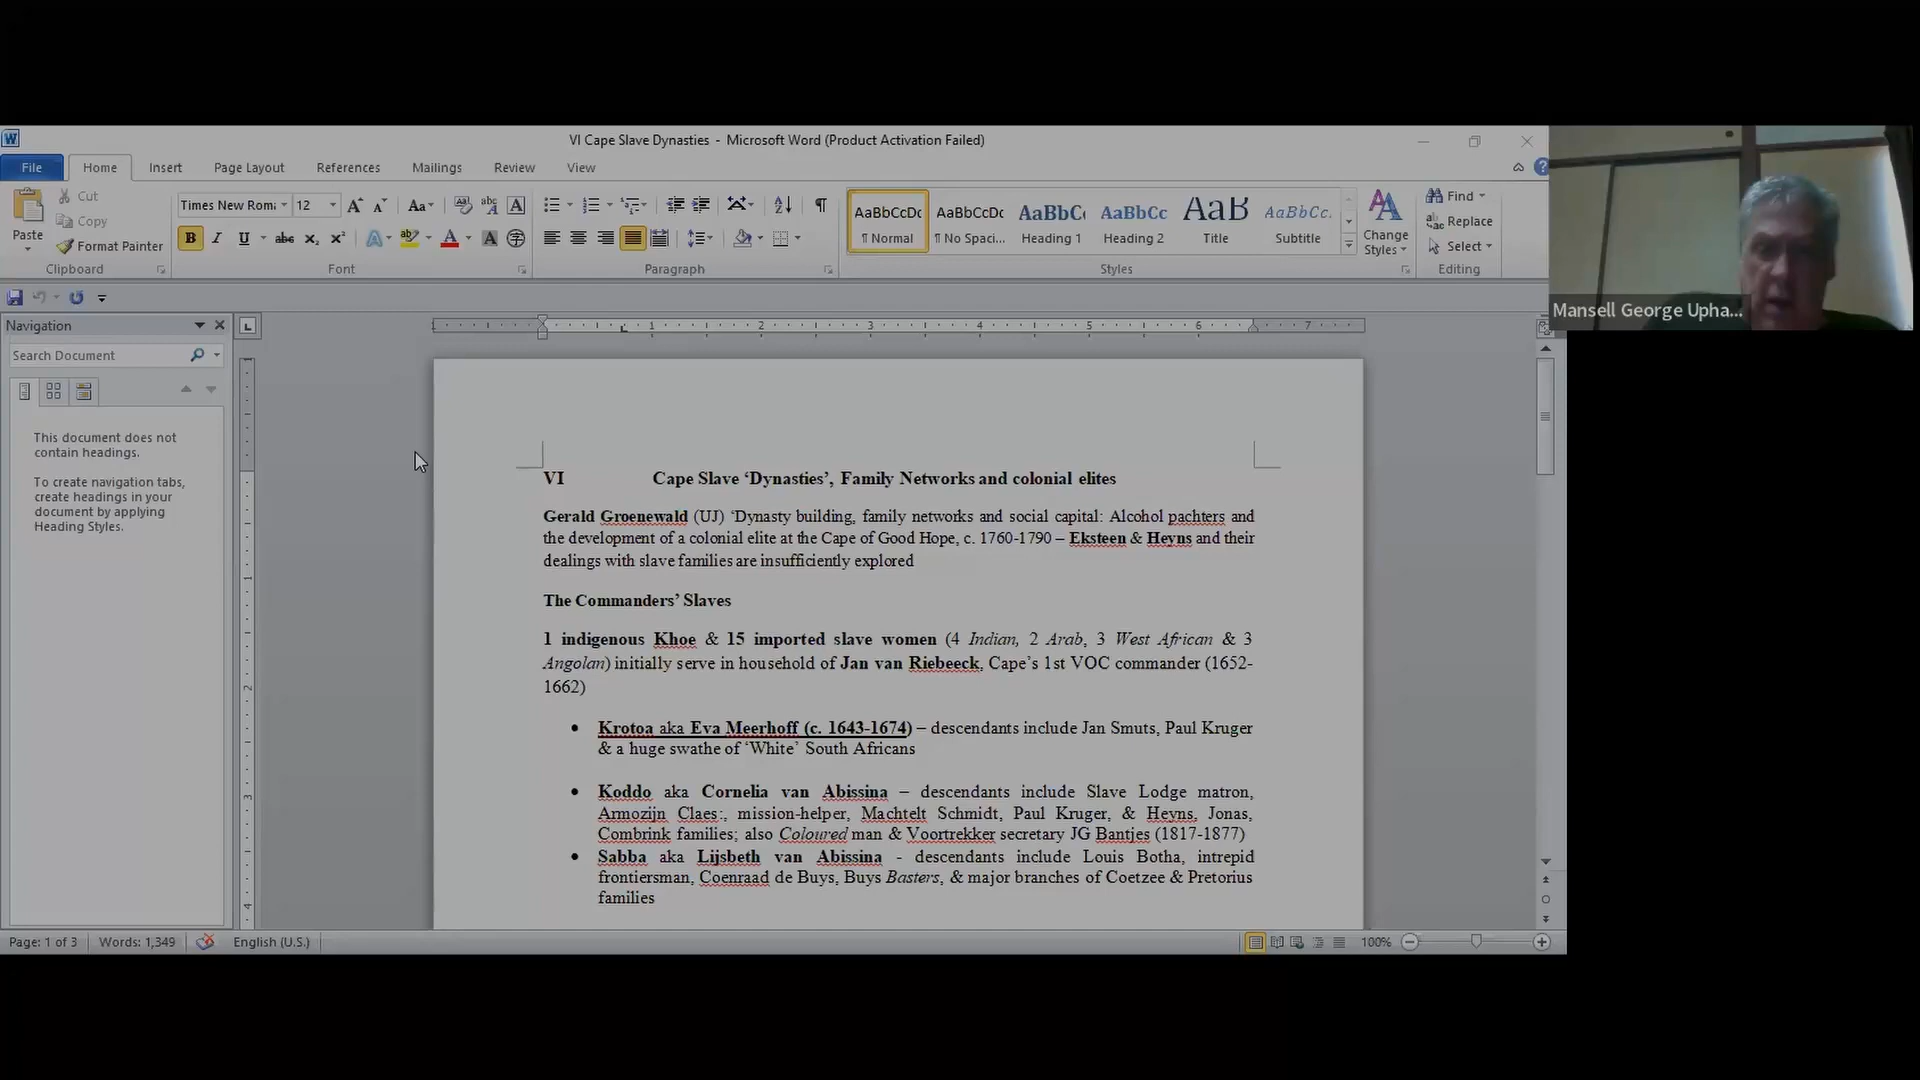 VI Cape Slave Dynasties - Microsoft Word (Product Activation Failed)
File Home Insert Page Layout References Mailings Review View
Paste
Cut
Copy
Format Painter
Clipboard
Times New Roma 12
Font
Paragraph
AaBbCcDc AaBbCcDc AaBbCc AaBbCc AaB AaBbCc.
¶ Normal ¶ No Spaci... Heading 1 Heading 2 Title Subtitle
Change Styles
Styles
Find
Replace
Select
Editing
Mansell George Upha...
Navigation
Search Document
This document does not
contain headings.
To create navigation tabs,
create headings in your
document by applying
Heading Styles.
VI Cape Slave ‘Dynasties’, Family Networks and colonial elites
Gerald Groenewald (UJ) ‘Dynasty building, family networks and social capital: Alcohol pachters and
the development of a colonial elite at the Cape of Good Hope, c. 1760-1790 – Eksteen & Heyns and their
dealings with slave families are insufficiently explored
The Commanders’ Slaves
1 indigenous Khoe & 15 imported slave women (4 Indian, 2 Arab, 3 West African & 3
Angolan) initially serve in household of Jan van Riebeeck, Cape’s 1st VOC commander (1652-
1662)
• Krotoa aka Eva Meerhoff (c. 1643-1674) – descendants include Jan Smuts, Paul Kruger
& a huge swathe of ‘White’ South Africans
• Koddo aka Cornelia van Abissina – descendants include Slave Lodge matron,
Armozijn Claes:, mission-helper, Machtelt Schmidt, Paul Kruger, & Heyns, Jonas,
Combrink families; also Coloured man & Voortrekker secretary JG Bantjes (1817-1877)
• Sabba aka Lijsbeth van Abissina - descendants include Louis Botha, intrepid
frontiersman, Coenraad de Buys, Buys Basters, & major branches of Coetzee & Pretorius
families
Page: 1 of 3 Words: 1,349 English (U.S.) 100%